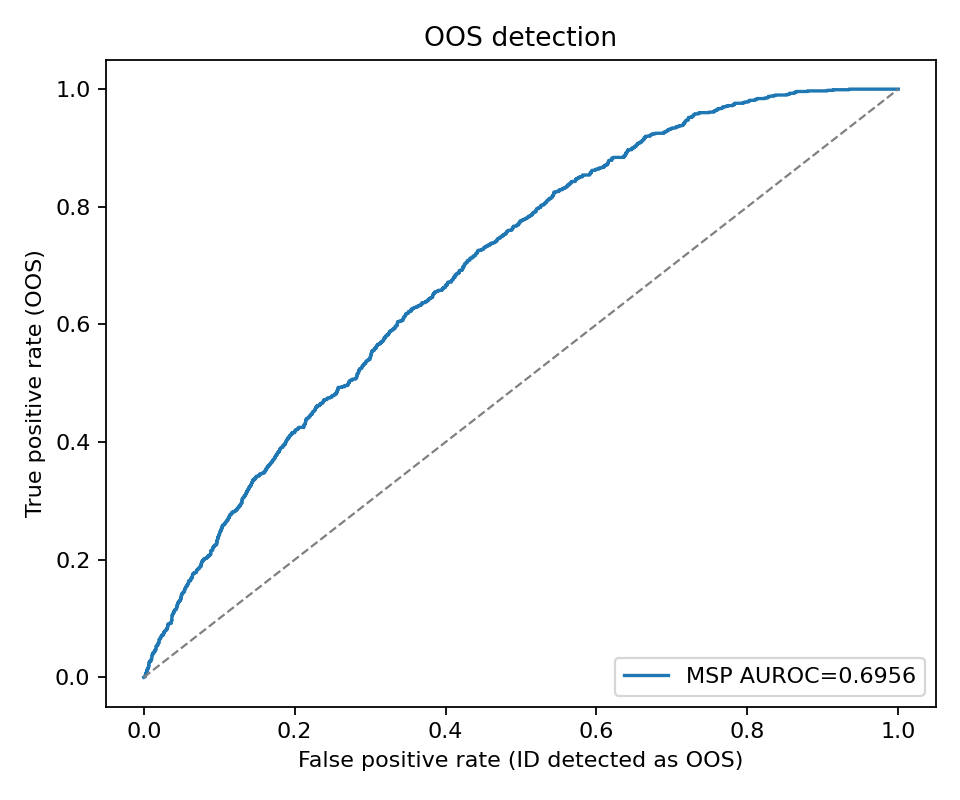 OOS detection
1.0
0.8
0.6
0.4
0.2
0.0
True positive rate (OOS)
MSP AUROC=0.6956
0.0 0.2 0.4 0.6 0.8 1.0
False positive rate (ID detected as OOS)